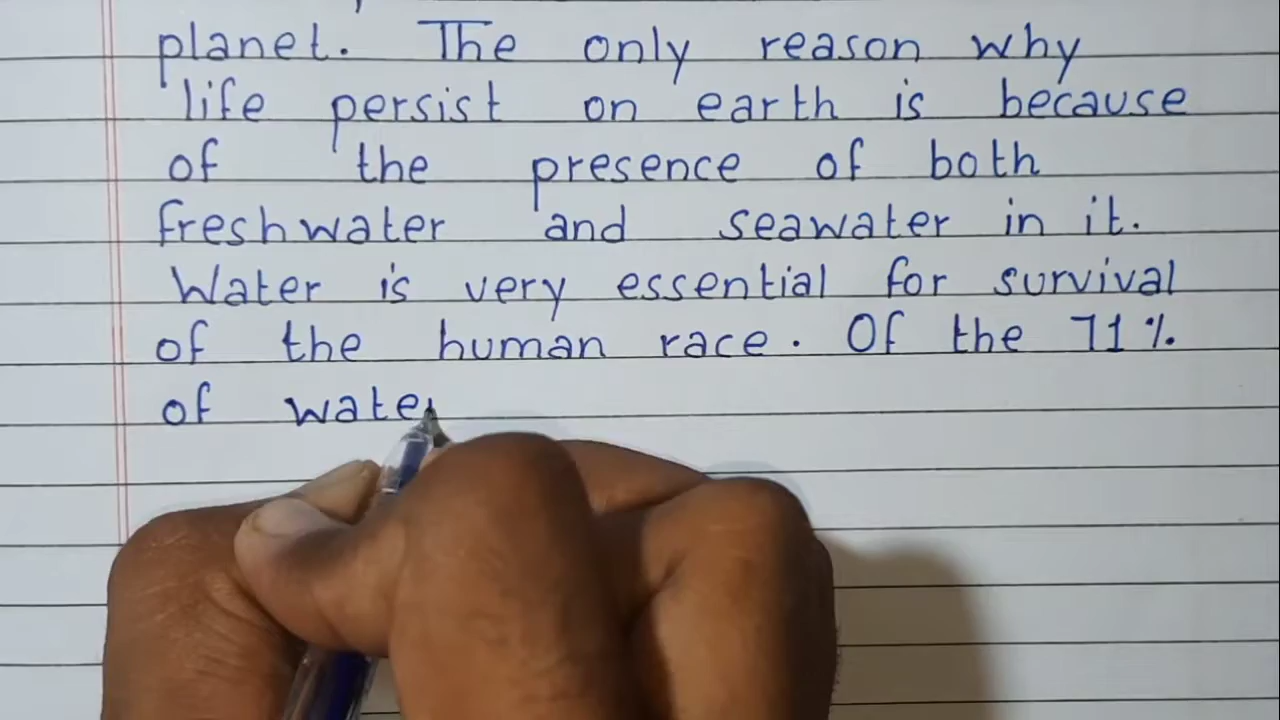 planet. The only reason why
life persist on earth is because
of the presence of both
freshwater and seawater in it.
Water is very essential for survival
of the human race. Of the 71%
of water